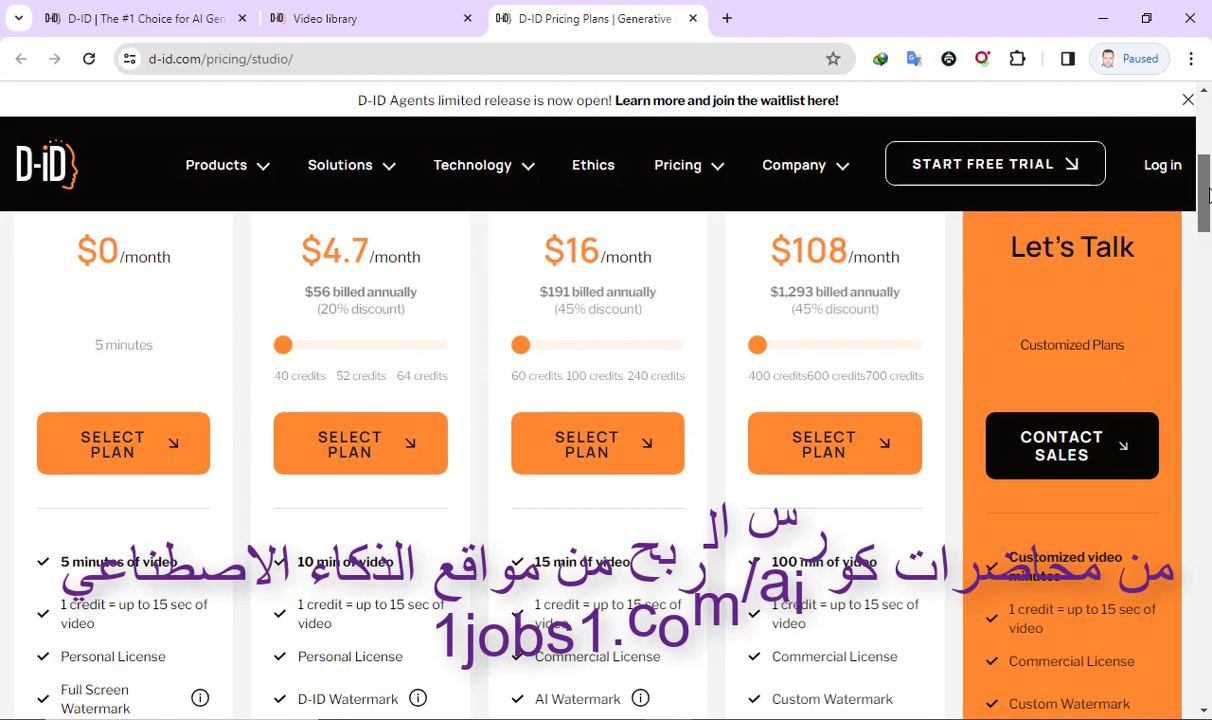 D-ID | The #1 Choice for AI Gen
Video library
D-ID Pricing Plans | Generative
d-id.com/pricing/studio/
Paused
D-ID Agents limited release is now open! Learn more and join the waitlist here!
D-iD
Products
Solutions
Technology
Ethics
Pricing
Company
START FREE TRIAL
Log in
$0/month
5 minutes
SELECT
PLAN
5 minutes of video
1 credit = up to 15 sec of
video
Personal License
Full Screen
Watermark
$4.7/month
$56 billed annually
(20% discount)
40 credits 52 credits 64 credits
SELECT
PLAN
10 min of video
1 credit = up to 15 sec of
video
Personal License
D-ID Watermark
$16/month
$191 billed annually
(45% discount)
60 credits 100 credits 240 credits
SELECT
PLAN
15 min of video
1 credit = up to 15 sec of
video
Commercial License
AI Watermark
$108/month
$1,293 billed annually
(45% discount)
400 credits600 credits700 credits
SELECT
PLAN
100 min of video
1 credit = up to 15 sec of
video
Commercial License
Custom Watermark
Let's Talk
Customized Plans
CONTACT
SALES
Customized video
minutes
1 credit = up to 15 sec of
video
Commercial License
Custom Watermark
من محاضرات كورس الربح من مواقع الذكاء الاصطناعي
1jobs1.com/ai